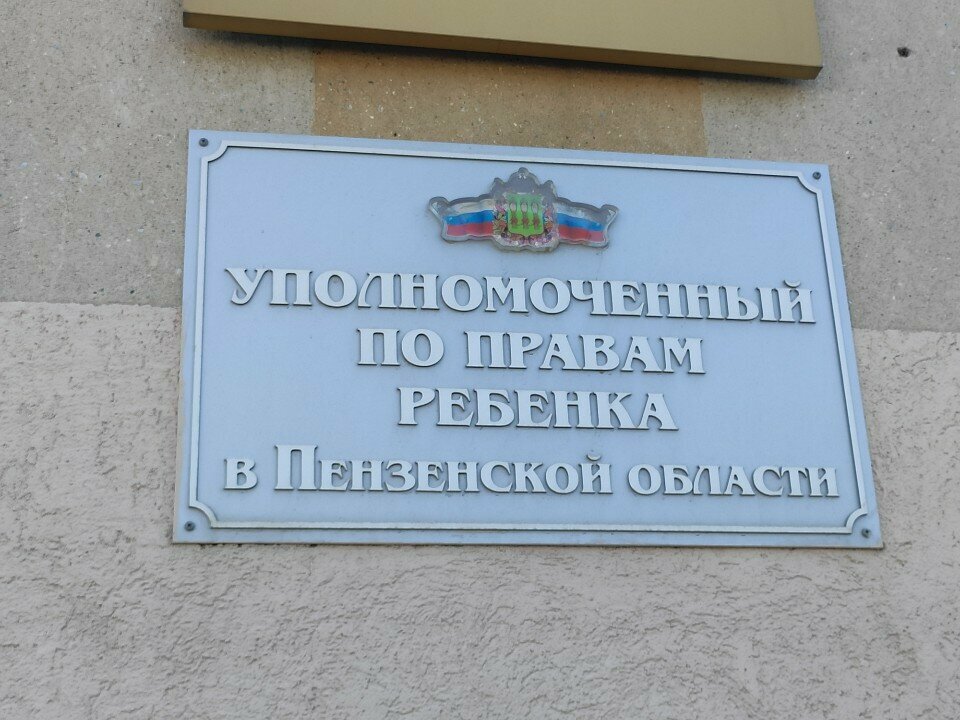 УПОЛНОМОЧЕННЫЙ
ПО ПРАВАМ
РЕБЕНКА
в Пензенской области